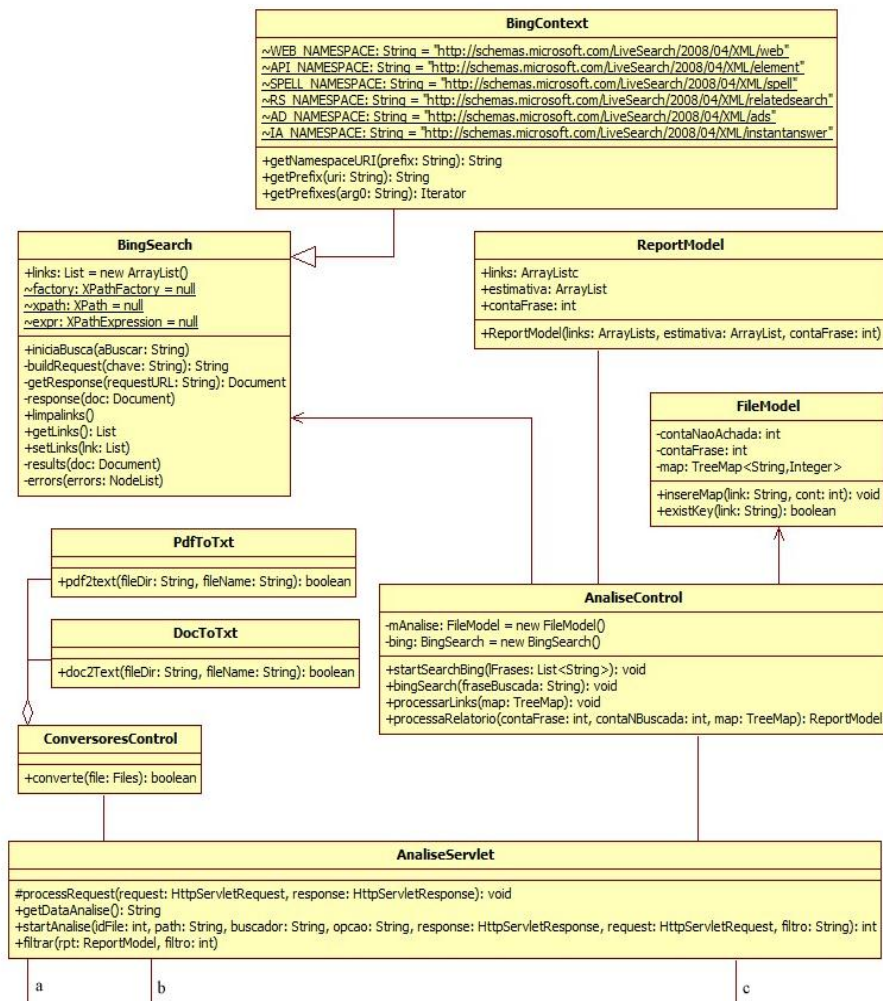 BingContext
~WEB_NAMESPACE: String = "http://schemas.microsoft.com/LiveSearch/2008/04/XML/web"
~API_NAMESPACE: String = "http://schemas.microsoft.com/LiveSearch/2008/04/XML/element"
~SPELL_NAMESPACE: String = "http://schemas.microsoft.com/LiveSearch/2008/04/XML/spell"
~RS_NAMESPACE: String = "http://schemas.microsoft.com/LiveSearch/2008/04/XML/relatedsearch"
~AD_NAMESPACE: String = "http://schemas.microsoft.com/LiveSearch/2008/04/XML/ads"
~IA_NAMESPACE: String = "http://schemas.microsoft.com/LiveSearch/2008/04/XML/instantanswer"
+getNamespaceURI(prefix: String): String
+getPrefix(uri: String): String
+getPrefixes(arg0: String): Iterator
BingSearch
+links: List = new ArrayList()
~factory: XPathFactory = null
~xpath: XPath = null
~expr: XPathExpression = null
+iniciaBusca(aBuscar: String)
-buildRequest(chave: String): String
-getResponse(requestURL: String): Document
-response(doc: Document)
+limpalinks()
+getLinks(): List
+setLinks(lnk: List)
-results(doc: Document)
-errors(errors: NodeList)
ReportModel
+links: ArrayListc
+estimativa: ArrayList
+contaFrase: int
+ReportModel(links: ArrayLists, estimativa: ArrayList, contaFrase: int)
FileModel
-contaNaoAchada: int
-contaFrase: int
-map: TreeMap<String,Integer>
+insereMap(link: String, cont: int): void
+existKey(link: String): boolean
PdfToTxt
+pdf2text(fileDir: String, fileName: String): boolean
DocToTxt
+doc2Text(fileDir: String, fileName: String): boolean
AnaliseControl
-mAnalise: FileModel = new FileModel()
-bing: BingSearch = new BingSearch()
+startSearchBing(lFrases: List<String>): void
+bingSearch(fraseBuscada: String): void
+processarLinks(map: TreeMap): void
+processaRelatorio(contaFrase: int, contaNBuscada: int, map: TreeMap): ReportModel
ConversoresControl
+converte(file: Files): boolean
AnaliseServlet
#processRequest(request: HttpServletRequest, response: HttpServletResponse): void
+getDataAnalise(): String
+startAnalise(idFile: int, path: String, buscador: String, opcao: String, response: HttpServletResponse, request: HttpServletRequest, filtro: String): int
+filtrar(rpt: ReportModel, filtro: int)
a b c